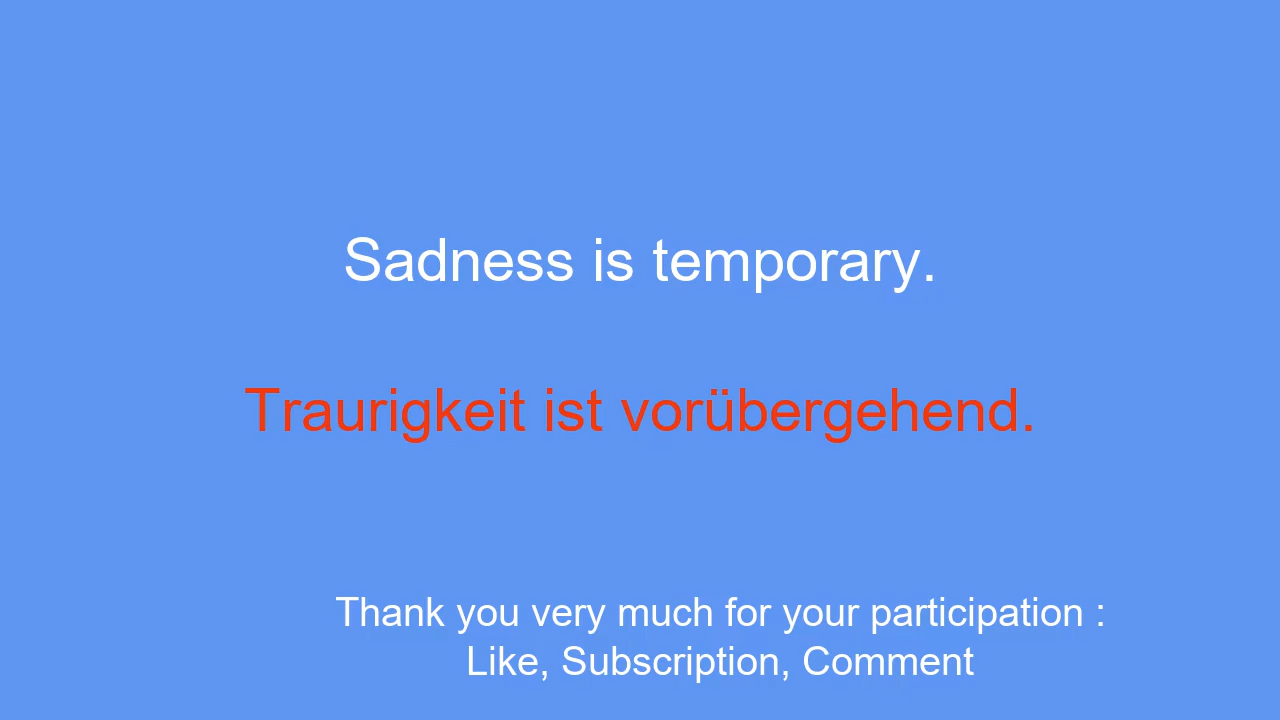 Sadness is temporary.
Traurigkeit ist vorübergehend.
Thank you very much for your participation :
Like, Subscription, Comment